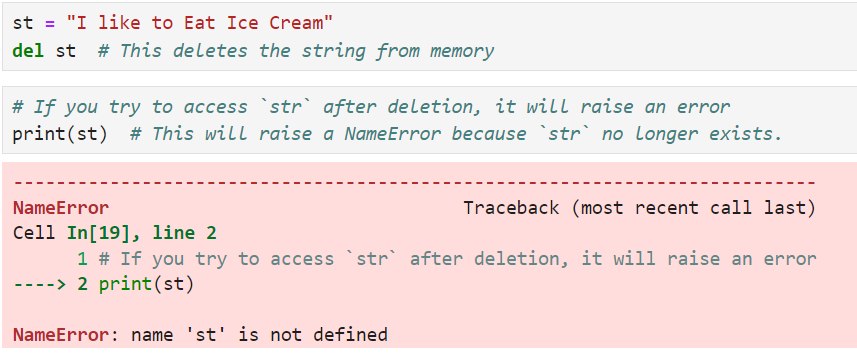 st = "I like to Eat Ice Cream"
del st  # This deletes the string from memory
# If you try to access `str` after deletion, it will raise an error
print(st)  # This will raise a NameError because `str` no longer exists.
---------------------------------------------------------------------------
NameError                                 Traceback (most recent call last)
Cell In[19], line 2
      1 # If you try to access `str` after deletion, it will raise an error
----> 2 print(st)
NameError: name 'st' is not defined